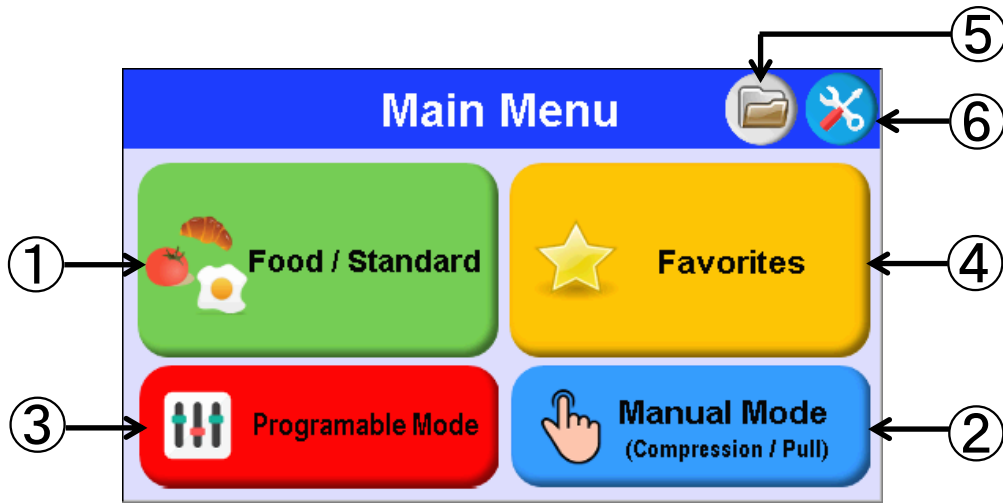 ⑤
Main Menu
⑥
①
Food / Standard
Favorites
④
③
Programable Mode
Manual Mode
(Compression / Pull)
②